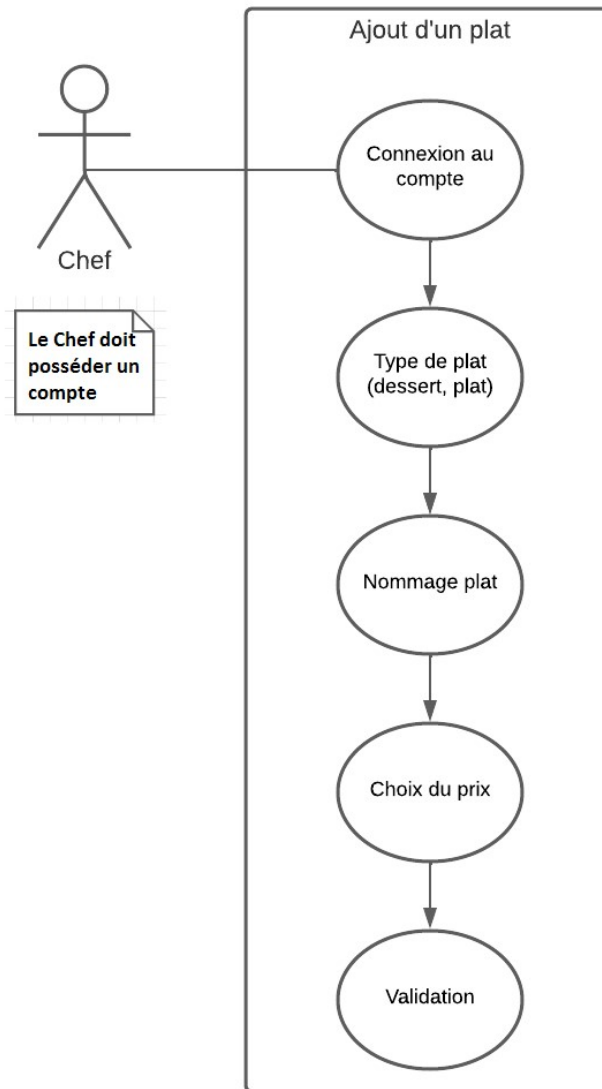 Ajout d'un plat
Connexion au
compte
Chef
Le Chef doit
posséder un
compte
Type de plat
(dessert, plat)
Nommage plat
Choix du prix
Validation